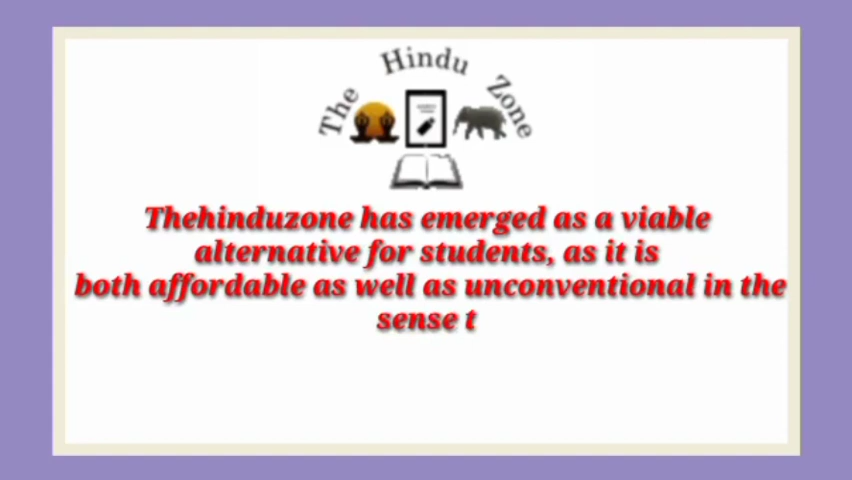 The Hindu Zone
Thehinduzone has emerged as a viable
alternative for students, as it is
both affordable as well as unconventional in the
sense t